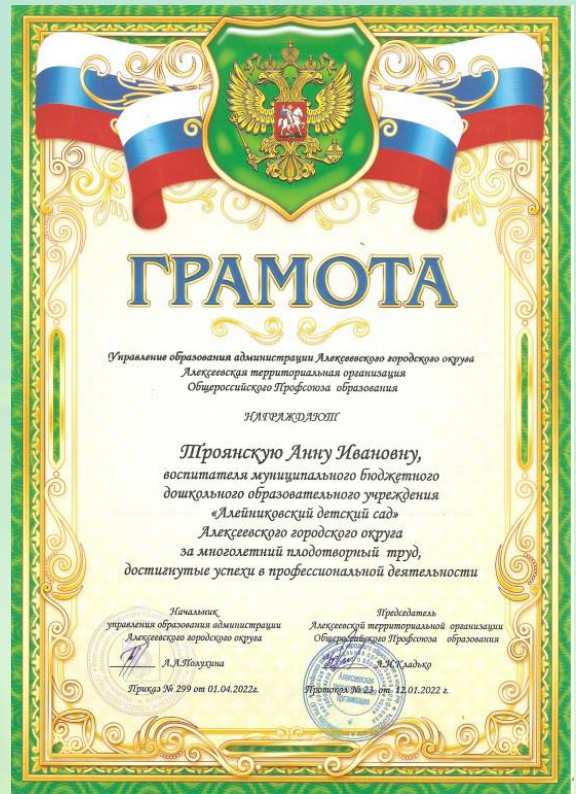 ГРАМОТА
Управление образования администрации Алексеевского городского округа
Алексеевская территориальная организация
Общероссийского Профсоюза образования
НАГРАЖДАЮТ
Троянскую Анну Ивановну,
воспитателя муниципального бюджетного
дошкольного образовательного учреждения
«Алейниковский детский сад»
Алексеевского городского округа
за многолетний плодотворный труд,
достигнутые успехи в профессиональной деятельности
Начальник
управления образования администрации
Алексеевского городского округа
Л.А.Полухина
Приказ № 299 от 01.04.2022г.
Председатель
Алексеевской территориальной организации
Общероссийского Профсоюза образования
А.И.Кладько
Протокол № 23 от 12.01.2022 г.